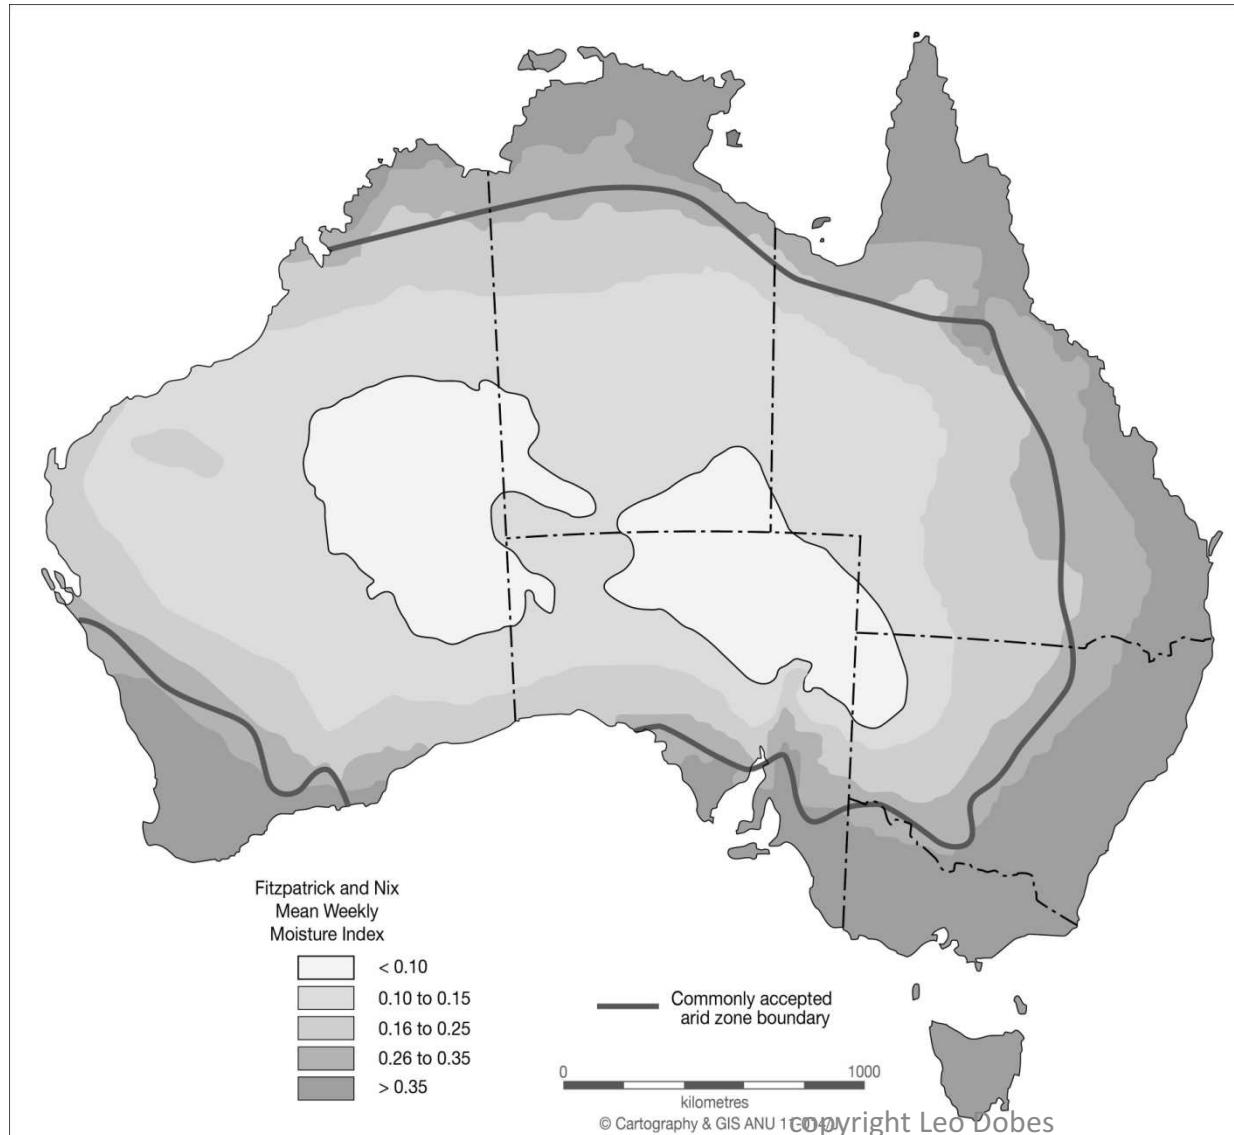 Fitzpatrick and Nix
Mean Weekly
Moisture Index
< 0.10
0.10 to 0.15
0.16 to 0.25
0.26 to 0.35
> 0.35
Commonly accepted
arid zone boundary
0 1000
kilometres
© Cartography & GIS ANU
copyright Leo Dobes